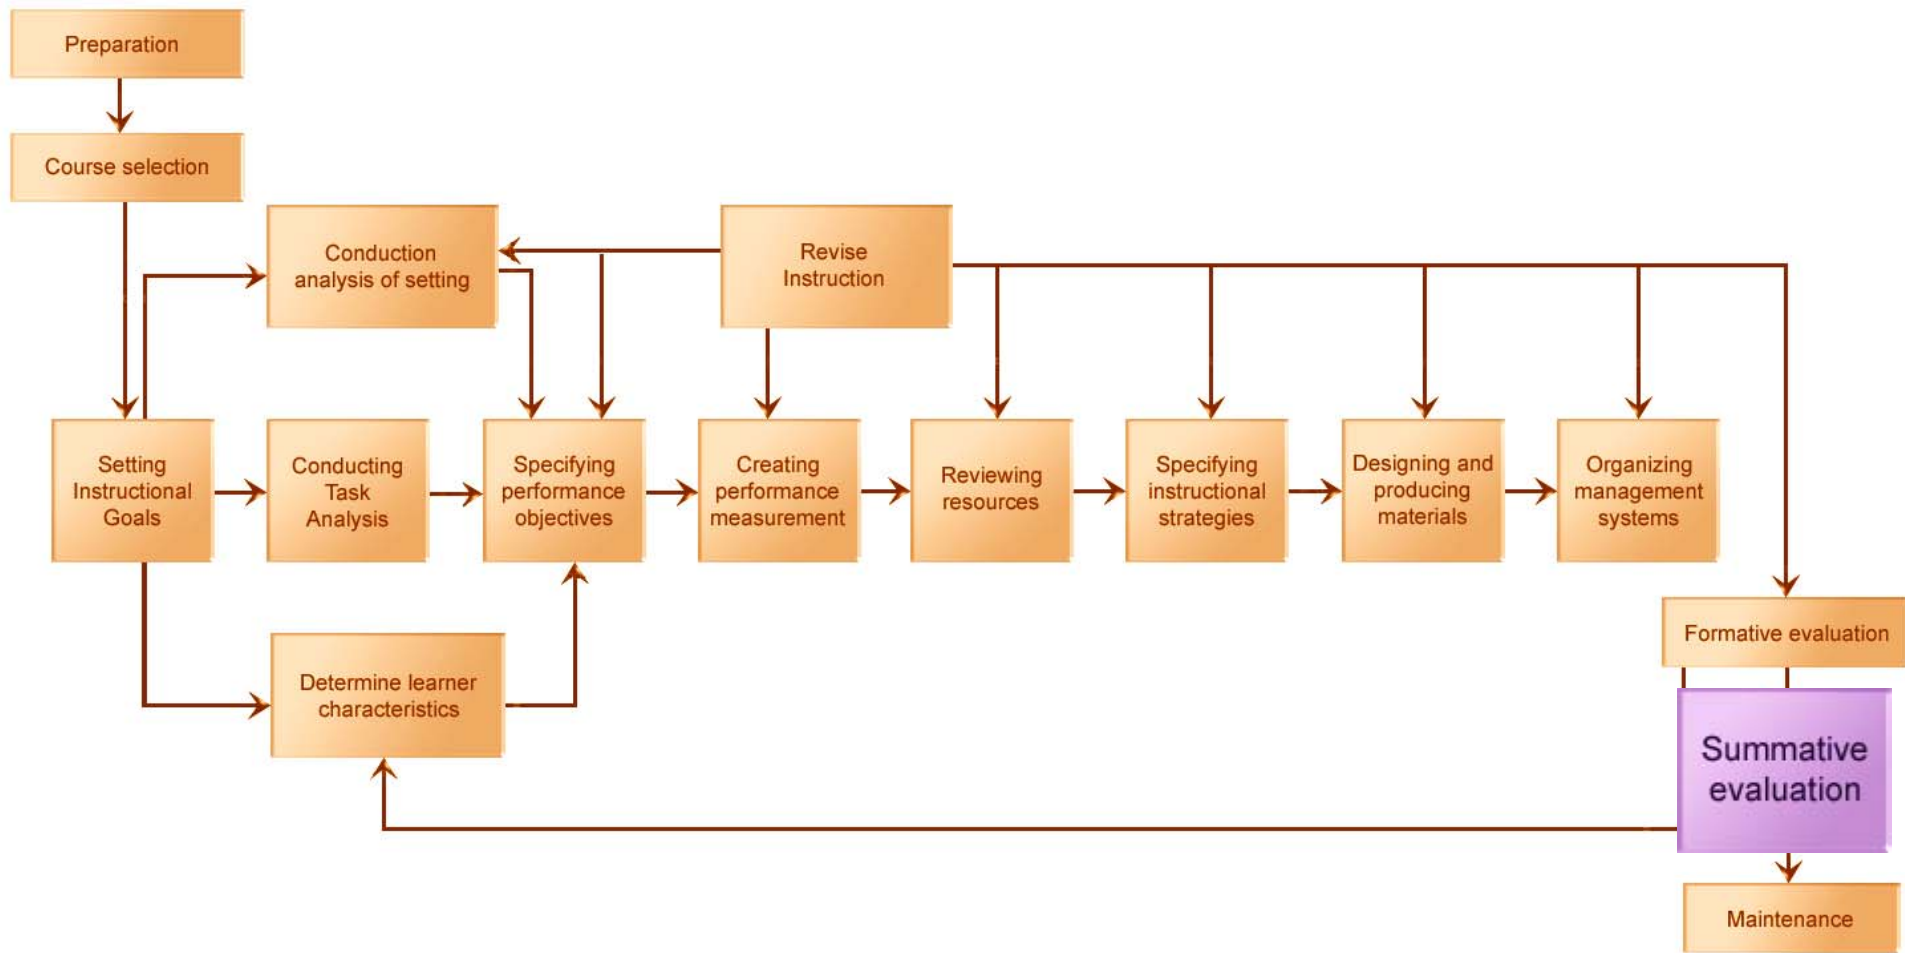 Preparation
Course selection
Conduction
analysis of setting
Revise
Instruction
Setting
Instructional
Goals
Conducting
Task
Analysis
Specifying
performance
objectives
Creating
performance
measurement
Reviewing
resources
Specifying
instructional
strategies
Designing and
producing
materials
Organizing
management
systems
Formative evaluation
Determine learner
characteristics
Summative
evaluation
Maintenance